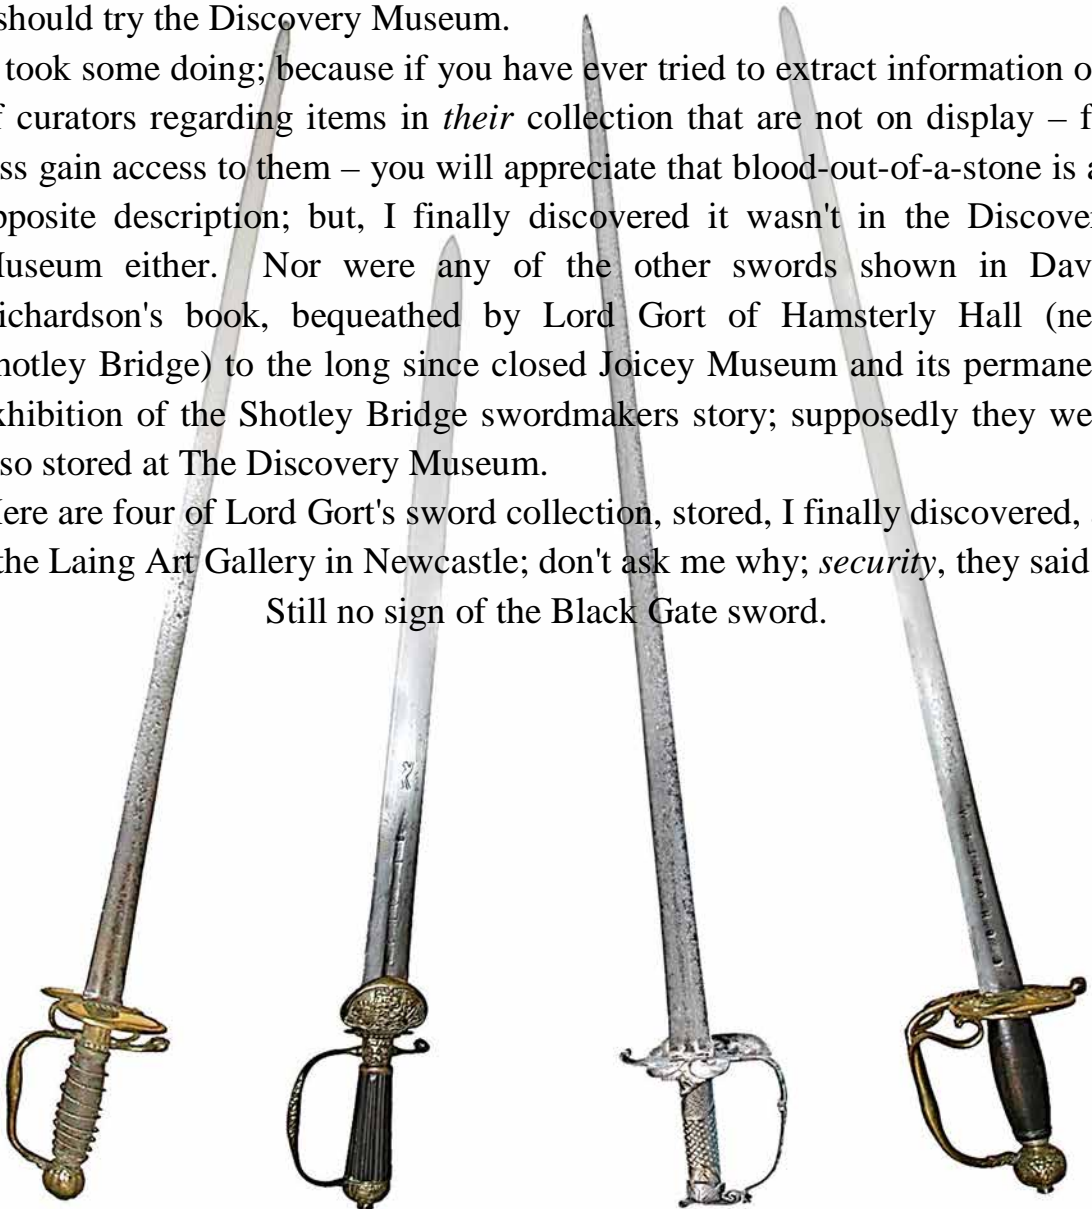 should try the Discovery Museum.
took some doing; because if you have ever tried to extract information o
f curators regarding items in their collection that are not on display – f
ss gain access to them – you will appreciate that blood-out-of-a-stone is a
pposite description; but, I finally discovered it wasn't in the Discover
Museum either. Nor were any of the other swords shown in Dav
ichardson's book, bequeathed by Lord Gort of Hamsterly Hall (ne
hotley Bridge) to the long since closed Joicey Museum and its permane
xhibition of the Shotley Bridge swordmakers story; supposedly they we
so stored at The Discovery Museum.
Here are four of Lord Gort's sword collection, stored, I finally discovered,
the Laing Art Gallery in Newcastle; don't ask me why; security, they said
Still no sign of the Black Gate sword.